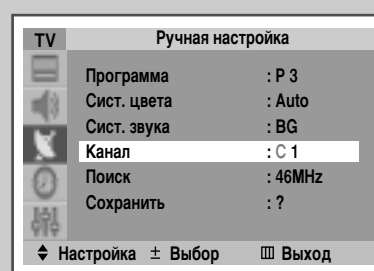 TV Ручная настройка
Программа : P 3
Сист. цвета : Auto
Сист. звука : BG
Канал : C 1
Поиск : 46MHz
Сохранить : ?
Настройка ± Выбор Выход